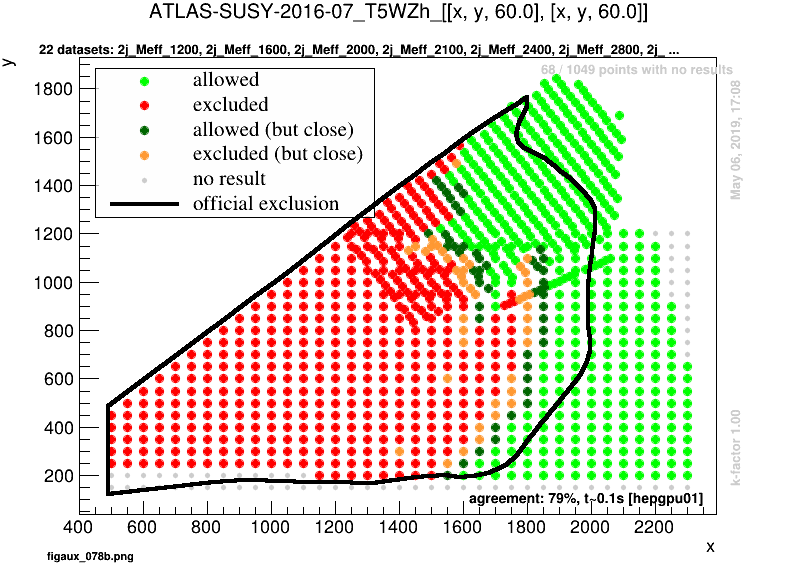 ATLAS-SUSY-2016-07_T5WZh_[[x, y, 60.0], [x, y, 60.0]]
22 datasets: 2j_Meff_1200, 2j_Meff_1600, 2j_Meff_2000, 2j_Meff_2100, 2j_Meff_2400, 2j_Meff_2800, 2j_ ...
y
68 / 1049 points with no results
allowed
excluded
allowed (but close)
excluded (but close)
no result
official exclusion
May 06, 2019, 17:08
k-factor 1.00
1800
1600
1400
1200
1000
800
600
400
200
agreement: 79%, t~0.1s [hepgpu01]
400 600 800 1000 1200 1400 1600 1800 2000 2200
x
figaux_078b.png